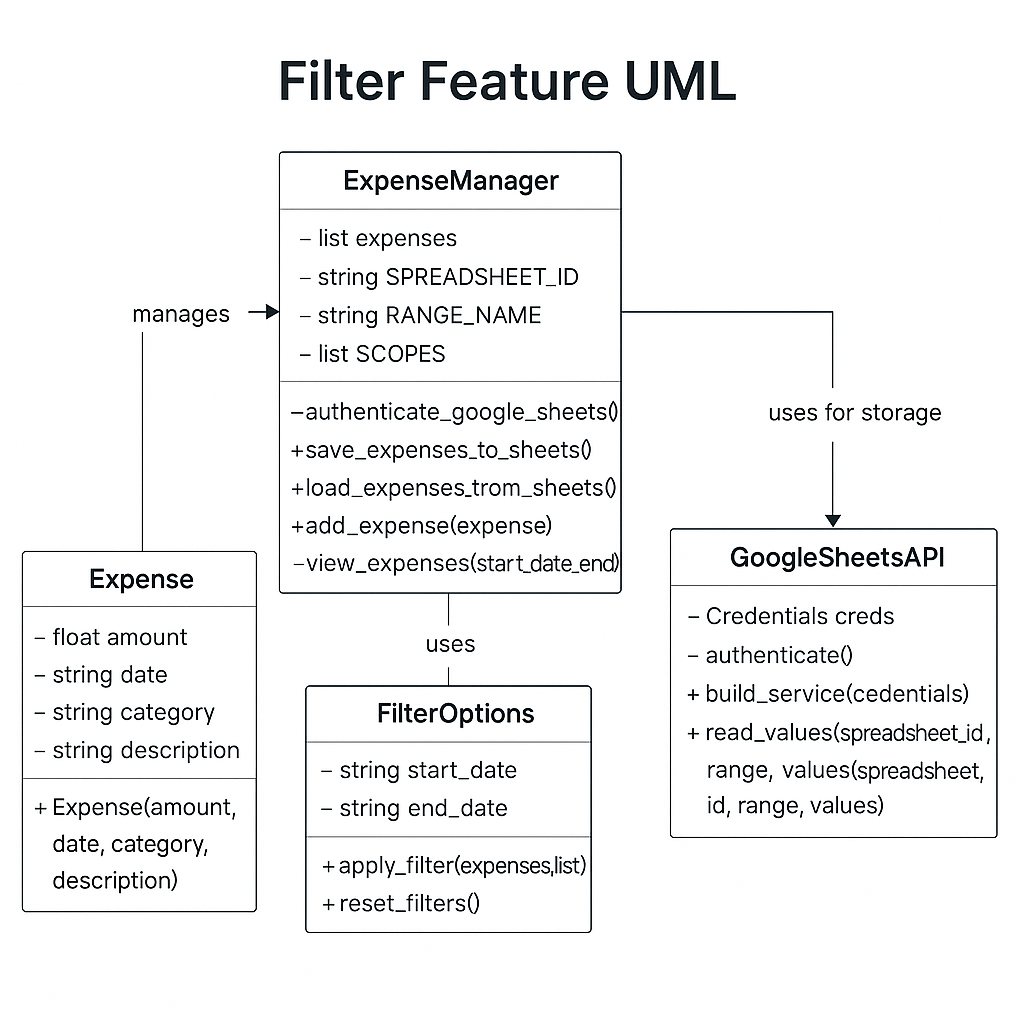 Filter Feature UML
ExpenseManager
– list expenses
– string SPREADSHEET_ID
– string RANGE_NAME
– list SCOPES
–authenticate_google_sheets()
+save_expenses_to_sheets()
+load_expenses_trom_sheets()
+add_expense(expense)
–view_expenses(start_date_end)
manages
uses for storage
uses
Expense
– float amount
– string date
– string category
– string description
+ Expense(amount,
date, category,
description)
FilterOptions
– string start_date
– string end_date
+ apply_filter(expenses,list)
+ reset_filters()
GoogleSheetsAPI
– Credentials creds
– authenticate()
+ build_service(cedentials)
+ read_values(spreadsheet_id,
range, values(spreadsheet,
id, range, values)